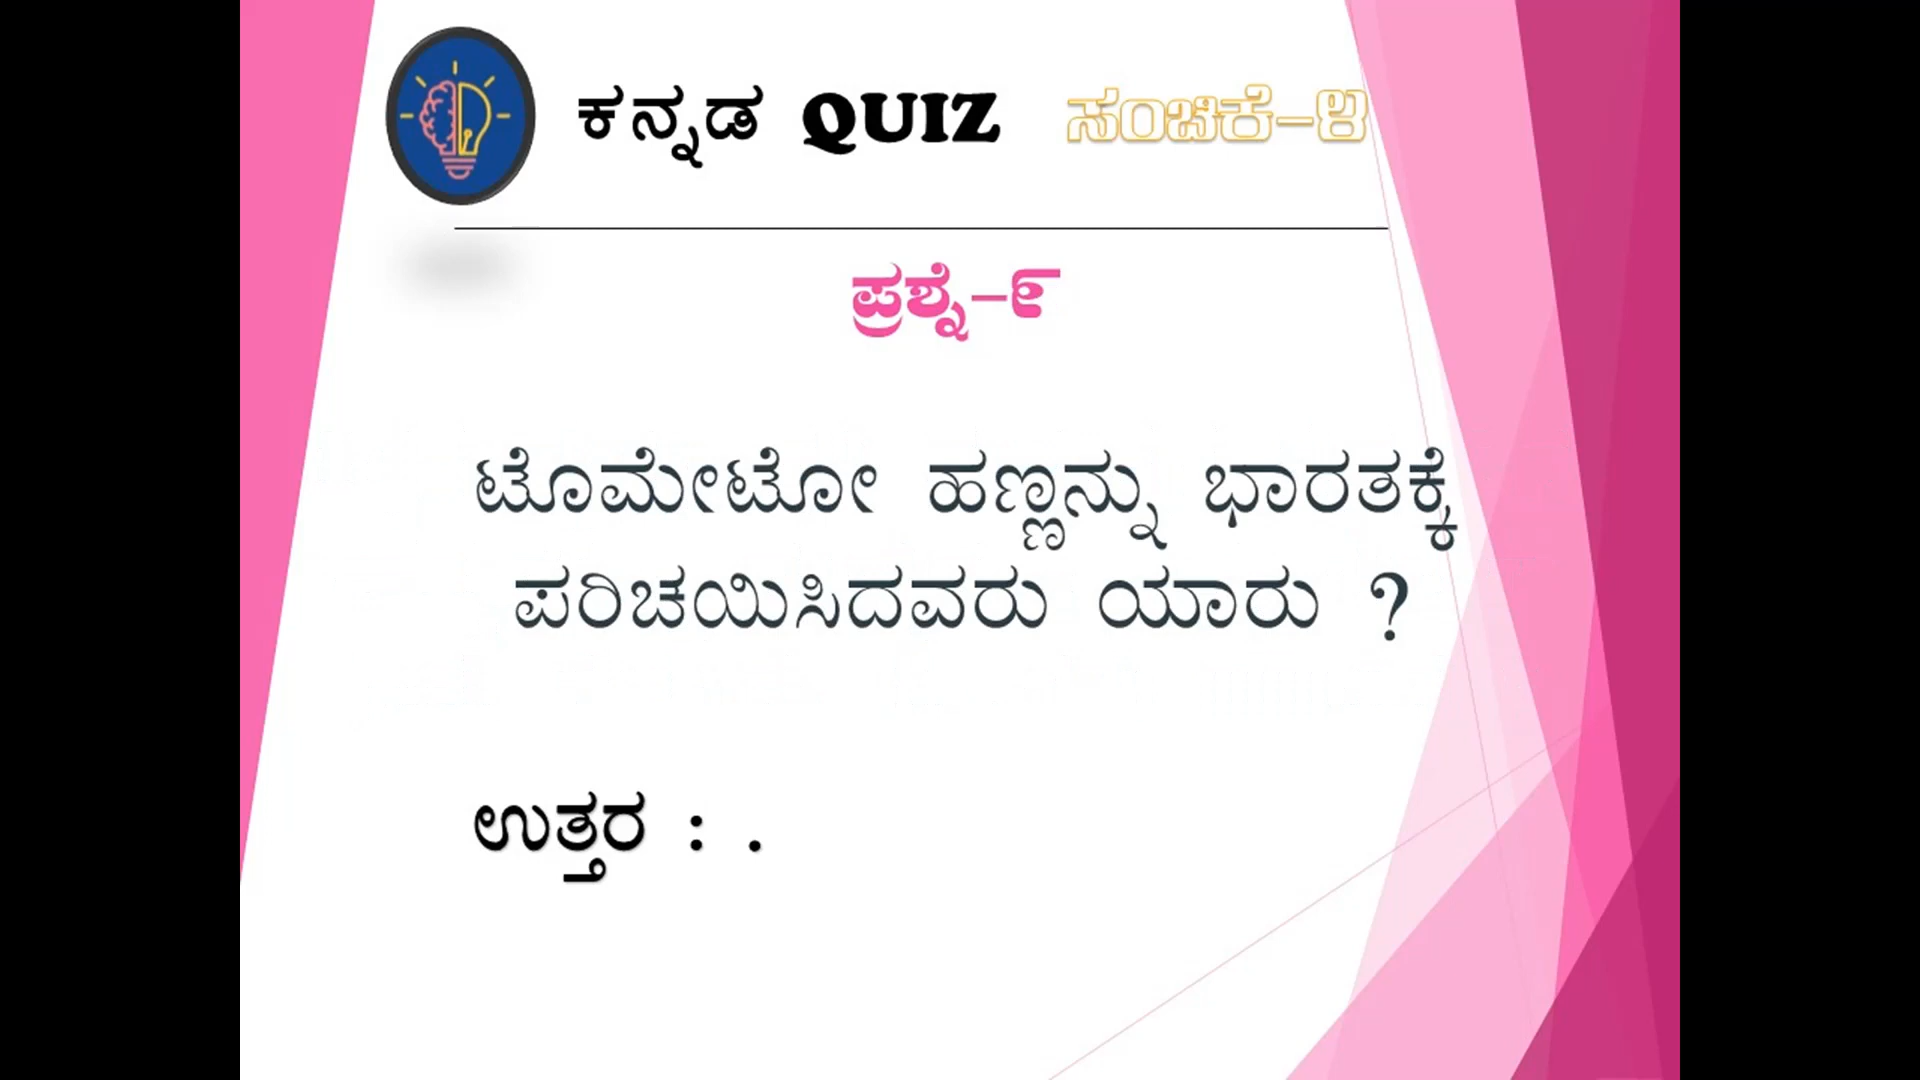 ಕನ್ನಡ QUIZ ಸಂಚಿಕೆ-೪
ಪ್ರಶ್ನೆ-೯
ಟೊಮೇಟೋ ಹಣ್ಣನ್ನು ಭಾರತಕ್ಕೆ
ಪರಿಚಯಿಸಿದವರು ಯಾರು ?
ಉತ್ತರ : .